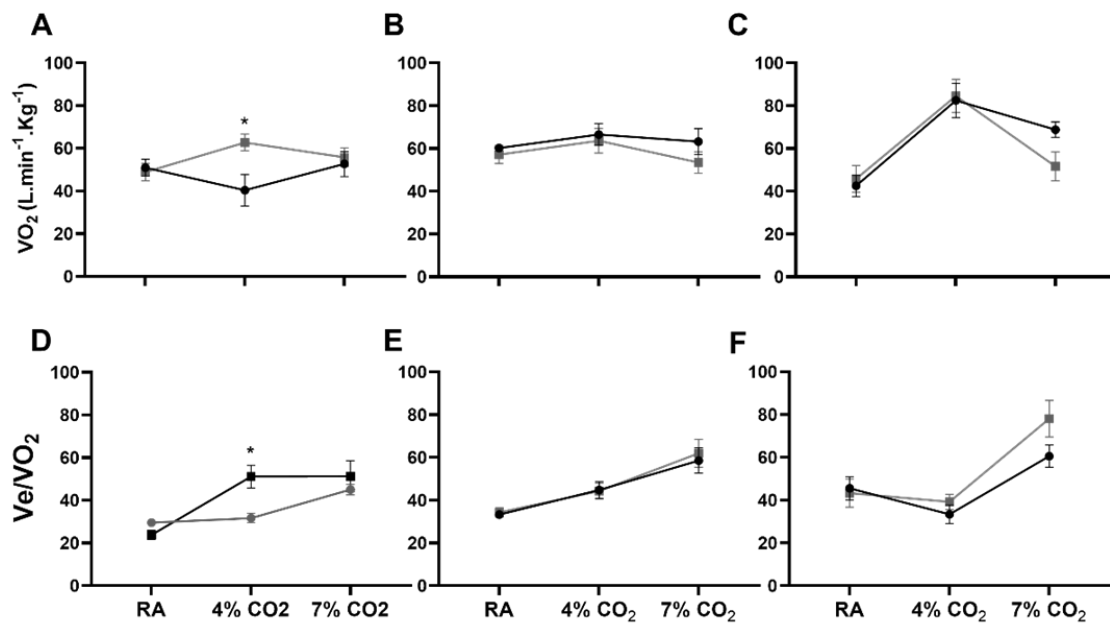 A B C
100 100 100
80 80 80
* 
60 60 60
40 40 40
20 20 20
0 0 0
VO₂ (L.min⁻¹.Kg⁻¹)
D E F
100 100 100
80 80 80
*
60 60 60
40 40 40
20 20 20
0 0 0
Ve/VO₂
RA 4% CO2 7% CO2 RA 4% CO₂ 7% CO₂ RA 4% CO₂ 7% CO₂